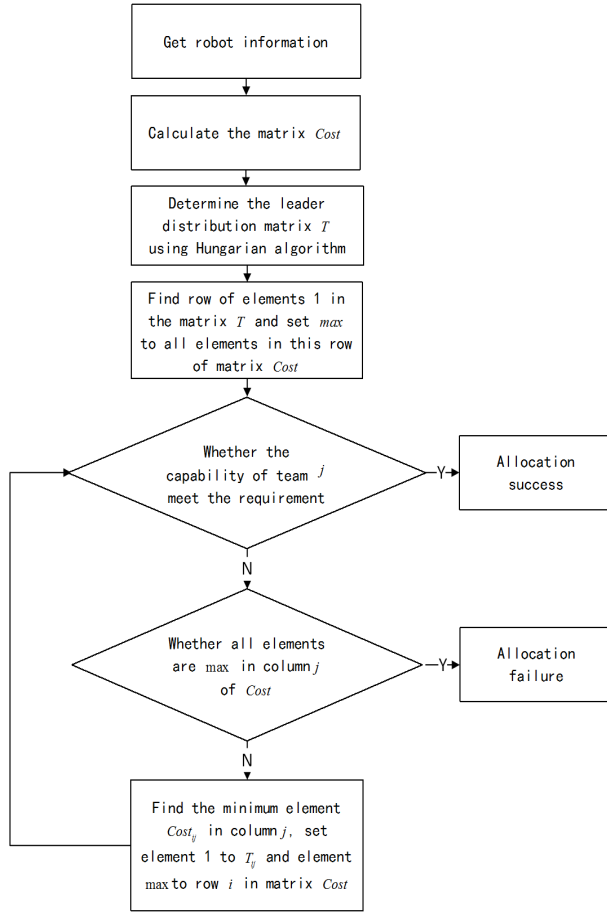 Get robot information
Calculate the matrix Cost
Determine the leader
distribution matrix T
using Hungarian algorithm
Find row of elements 1 in
the matrix T and set max
to all elements in this row
of matrix Cost
Whether the
capability of team j
meet the requirement
Y
Allocation
success
N
Whether all elements
are max in column j
of Cost
Y
Allocation
failure
N
Find the minimum element
Cost_ij in column j, set
element 1 to T_ij and element
max to row i in matrix Cost